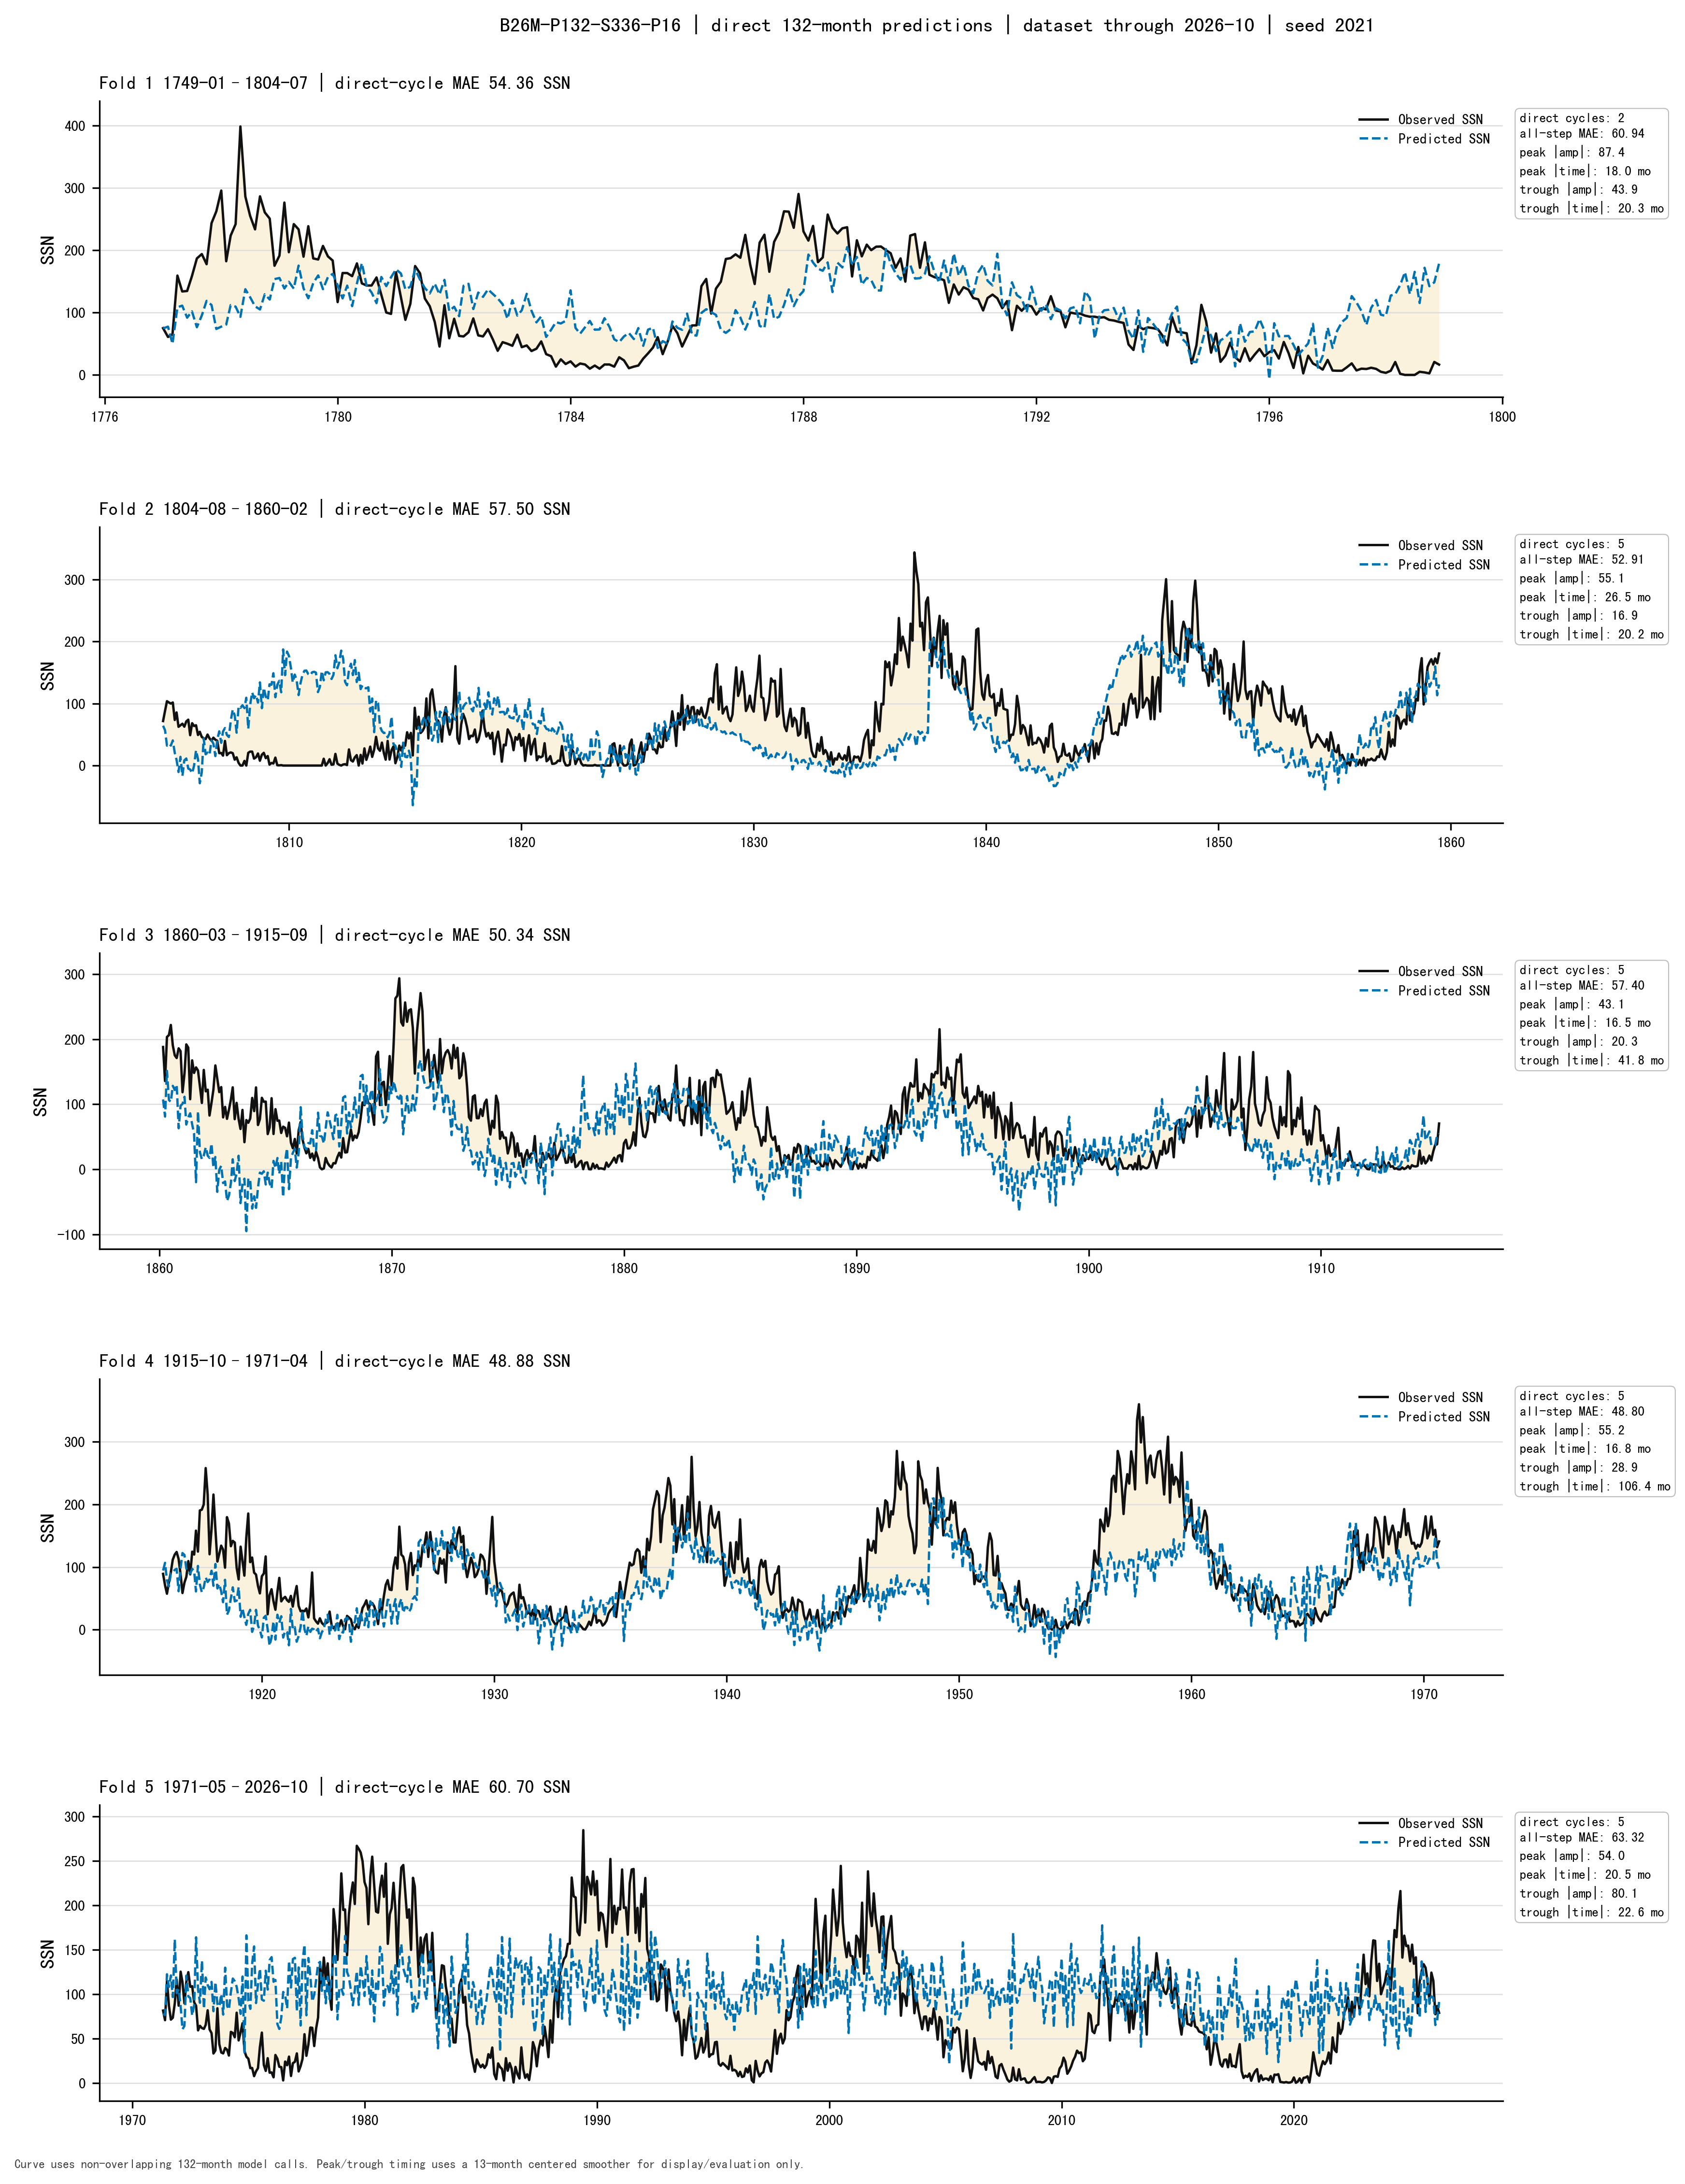 B26M-P132-S336-P16 | direct 132-month predictions | dataset through 2026-10 | seed 2021
Fold 1 1749-01 – 1804-07 | direct-cycle MAE 54.36 SSN
SSN
400
300
200
100
0
1776
1780
1784
1788
1792
1796
1800
Observed SSN
Predicted SSN
direct cycles: 2
all-step MAE: 60.94
peak |amp|: 87.4
peak |time|: 18.0 mo
trough |amp|: 43.9
trough |time|: 20.3 mo
Fold 2 1804-08 – 1860-02 | direct-cycle MAE 57.50 SSN
SSN
300
200
100
0
1810
1820
1830
1840
1850
1860
Observed SSN
Predicted SSN
direct cycles: 5
all-step MAE: 52.91
peak |amp|: 55.1
peak |time|: 26.5 mo
trough |amp|: 16.9
trough |time|: 20.2 mo
Fold 3 1860-03 – 1915-09 | direct-cycle MAE 50.34 SSN
SSN
300
200
100
0
-100
1860
1870
1880
1890
1900
1910
Observed SSN
Predicted SSN
direct cycles: 5
all-step MAE: 57.40
peak |amp|: 43.1
peak |time|: 16.5 mo
trough |amp|: 20.3
trough |time|: 41.8 mo
Fold 4 1915-10 – 1971-04 | direct-cycle MAE 48.88 SSN
SSN
300
200
100
0
1920
1930
1940
1950
1960
1970
Observed SSN
Predicted SSN
direct cycles: 5
all-step MAE: 48.80
peak |amp|: 55.2
peak |time|: 16.8 mo
trough |amp|: 28.9
trough |time|: 106.4 mo
Fold 5 1971-05 – 2026-10 | direct-cycle MAE 60.70 SSN
SSN
300
250
200
150
100
50
0
1970
1980
1990
2000
2010
2020
Observed SSN
Predicted SSN
direct cycles: 5
all-step MAE: 63.32
peak |amp|: 54.0
peak |time|: 20.5 mo
trough |amp|: 80.1
trough |time|: 22.6 mo
Curve uses non-overlapping 132-month model calls. Peak/trough timing uses a 13-month centered smoother for display/evaluation only.